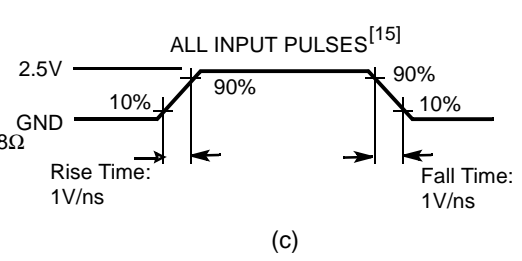 ALL INPUT PULSES[15]
2.5V
90%
90%
10%
10%
GND
8Ω
Rise Time:
1V/ns
Fall Time:
1V/ns
(c)